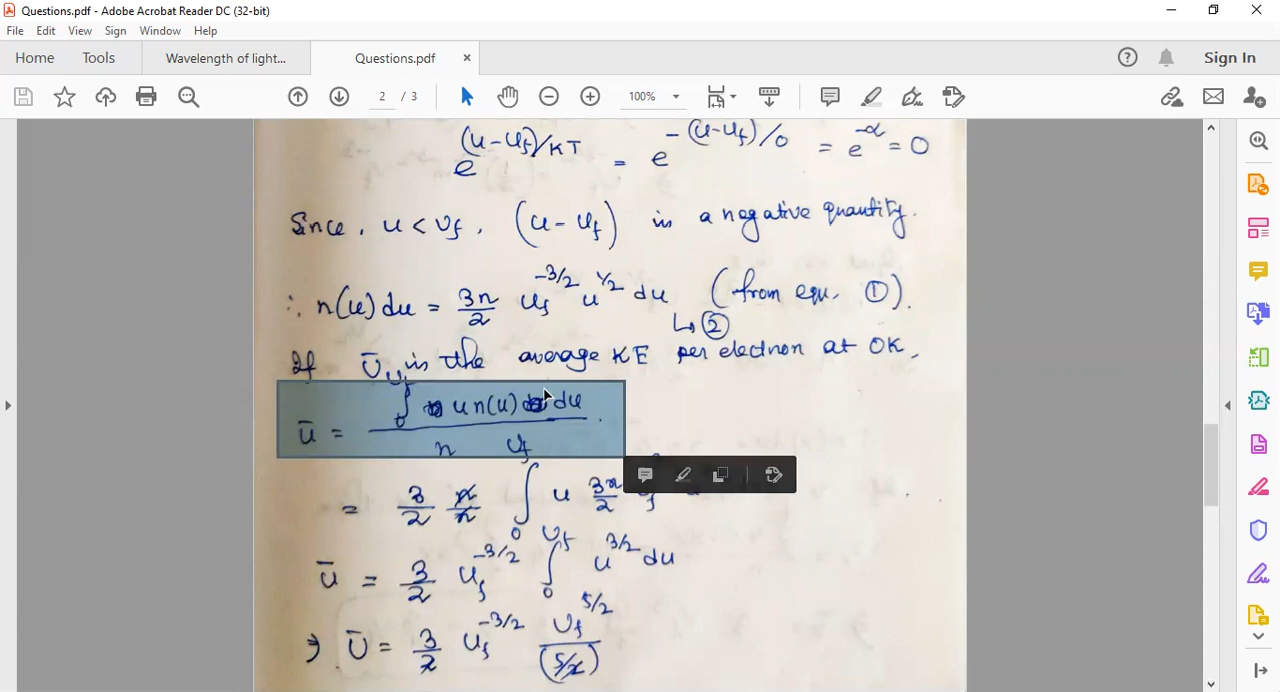 Questions.pdf - Adobe Acrobat Reader DC (32-bit)
File Edit View Sign Window Help
Home Tools Wavelength of light... Questions.pdf × Sign In
2 / 3 100%
e^(u-u_f)/KT = e^-(u-u_f)/0 = e^-α = 0
Since, u < u_f, (u - u_f) is a negative quantity.
∴ n(u) du = 3n/2 u_f^-3/2 u^1/2 du (from equ. ①).
↳ ②
If ū is the average KE per electron at 0K,
ū = ∫_0^u_f u n(u) du / n.
= 3/2 n/n ∫_0^u_f u 3n/2
ū = 3/2 u_f^-3/2 ∫_0^u_f u^3/2 du
⇒ ū = 3/2 u_f^-3/2 u_f^5/2/(5/2)